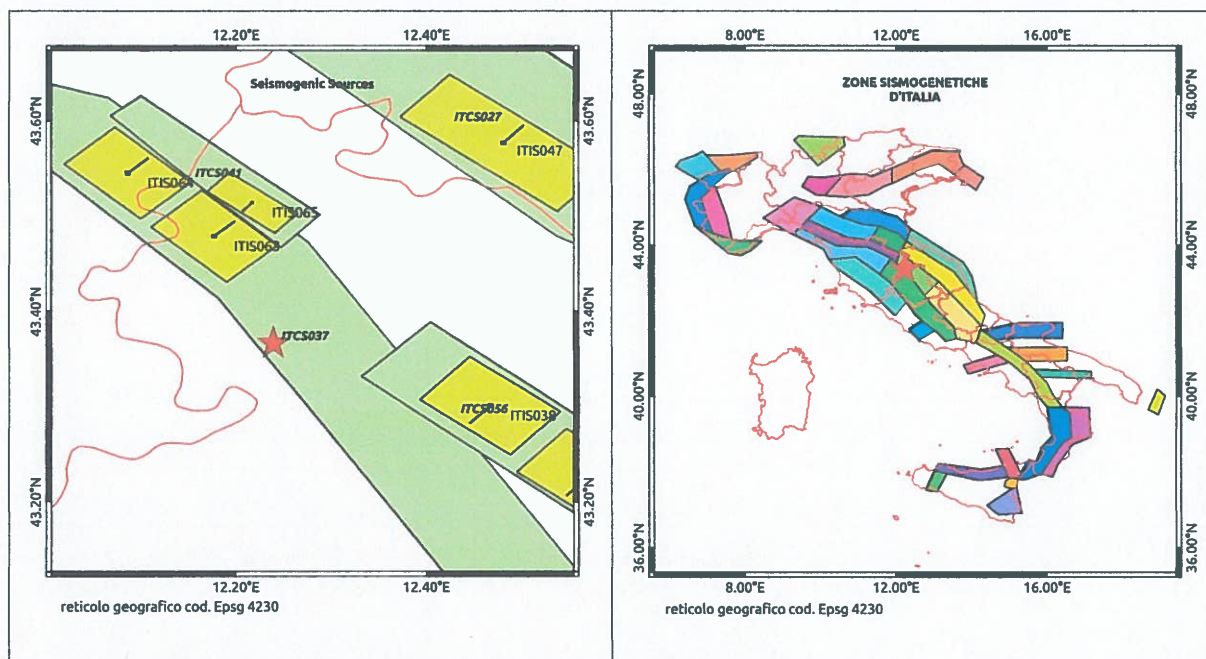 12.20°E 12.40°E
Seismogenic Sources
43.60°N
43.60°N
ITCS027
ITIS047
ITCS041
ITIS064
ITIS065
ITIS063
43.40°N
43.40°N
ITCS037
ITCS056
ITIS038
43.20°N
43.20°N
12.20°E 12.40°E
reticolo geografico cod. Epsg 4230
8.00°E 12.00°E 16.00°E
ZONE SISMOGENETICHE
D'ITALIA
48.00°N
48.00°N
44.00°N
44.00°N
40.00°N
40.00°N
36.00°N
36.00°N
8.00°E 12.00°E 16.00°E
reticolo geografico cod. Epsg 4230